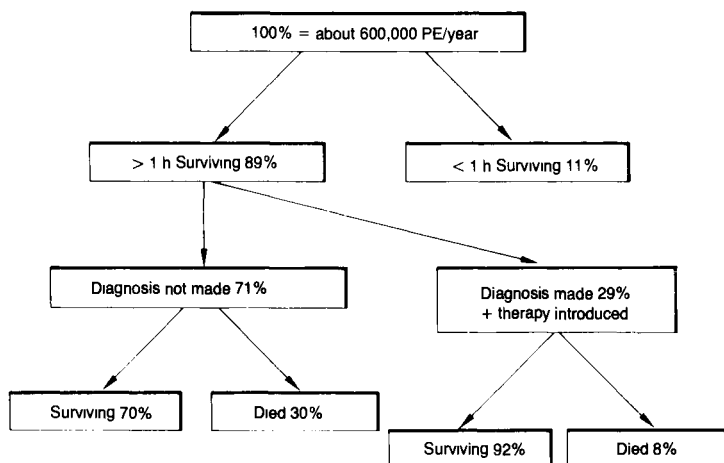 100% = about 600,000 PE/year
> 1 h Surviving 89%
< 1 h Surviving 11%
Diagnosis not made 71%
Diagnosis made 29%
+ therapy introduced
Surviving 70%
Died 30%
Surviving 92%
Died 8%